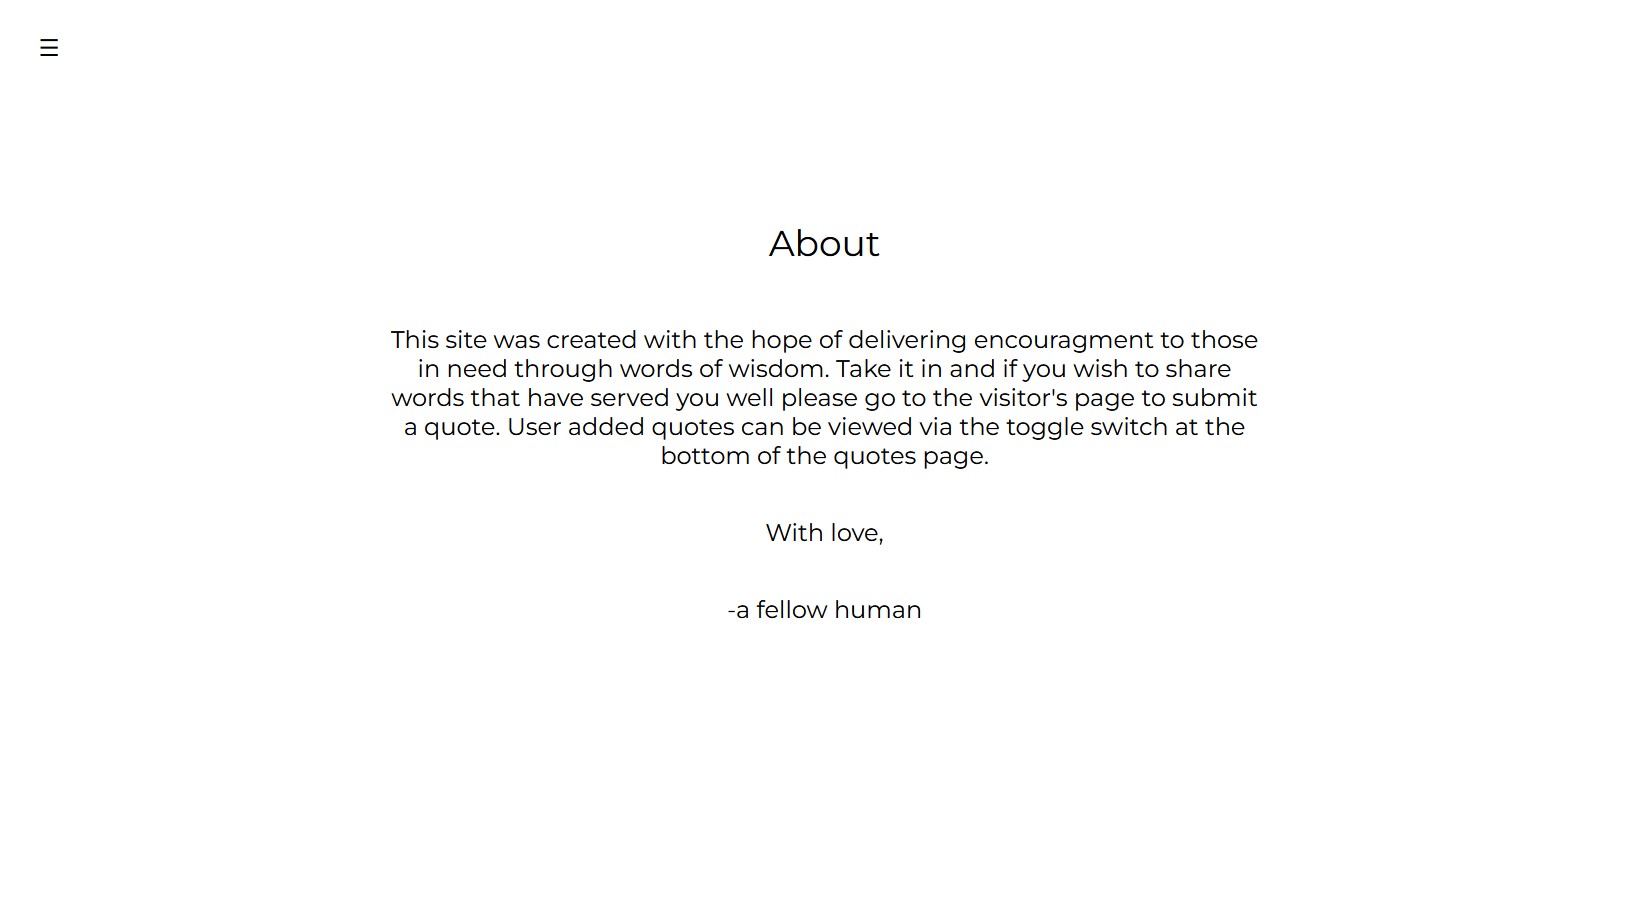 About
This site was created with the hope of delivering encouragment to those
in need through words of wisdom. Take it in and if you wish to share
words that have served you well please go to the visitor's page to submit
a quote. User added quotes can be viewed via the toggle switch at the
bottom of the quotes page.
With love,
-a fellow human